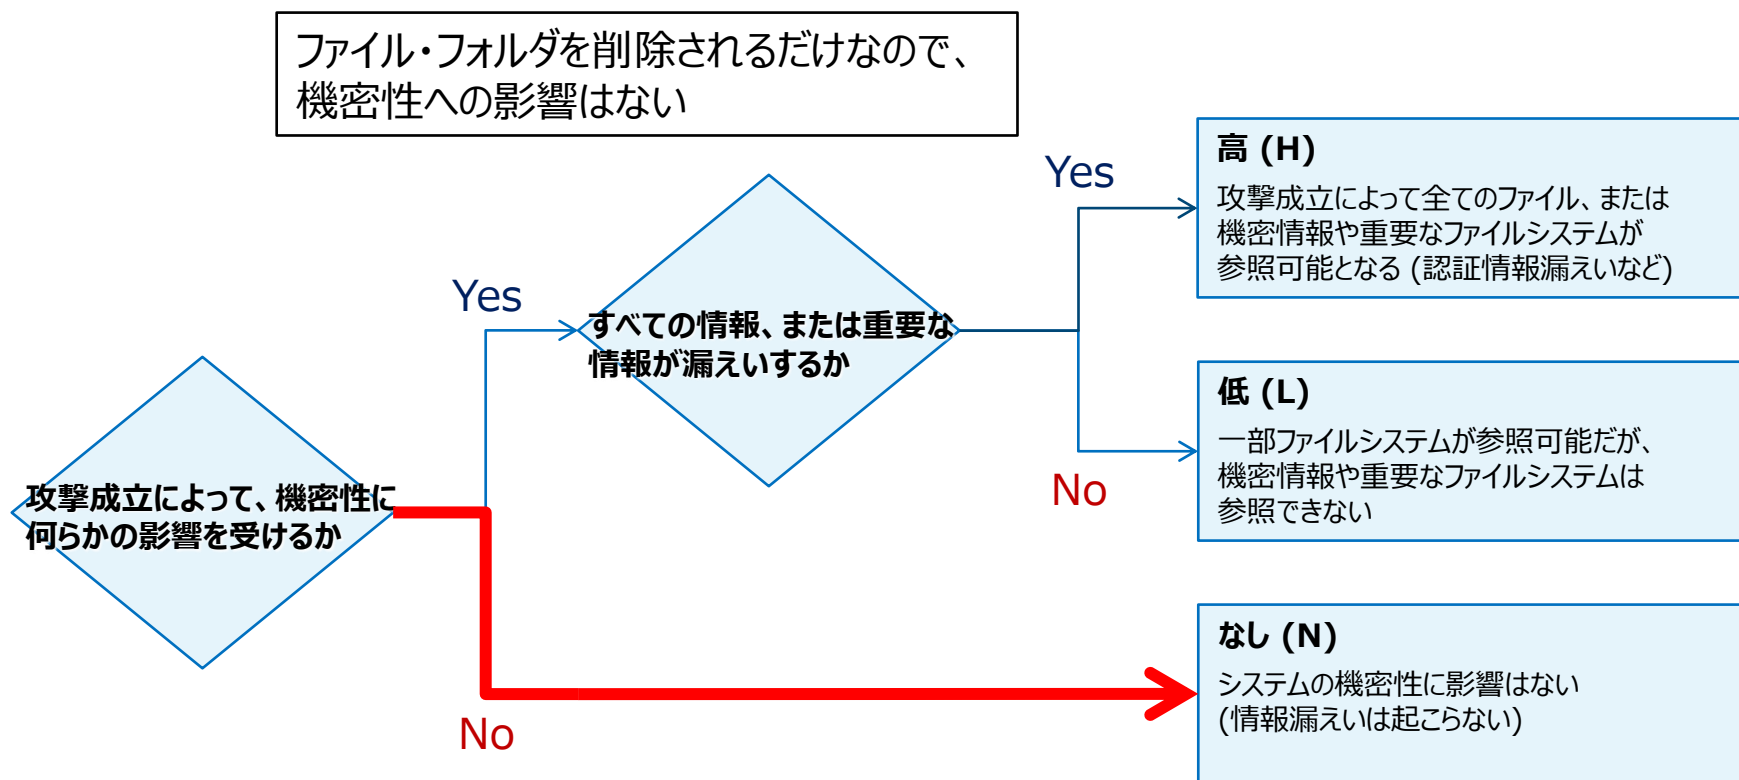 ファイル・フォルダを削除されるだけなので、
機密性への影響はない
Yes
高 (H)
攻撃成立によって全てのファイル、または
機密情報や重要なファイルシステムが
参照可能となる (認証情報漏えいなど)
Yes
すべての情報、または重要な
情報が漏えいするか
低 (L)
一部ファイルシステムが参照可能だが、
機密情報や重要なファイルシステムは
参照できない
No
攻撃成立によって、機密性に
何らかの影響を受けるか
なし (N)
システムの機密性に影響はない
(情報漏えいは起こらない)
No